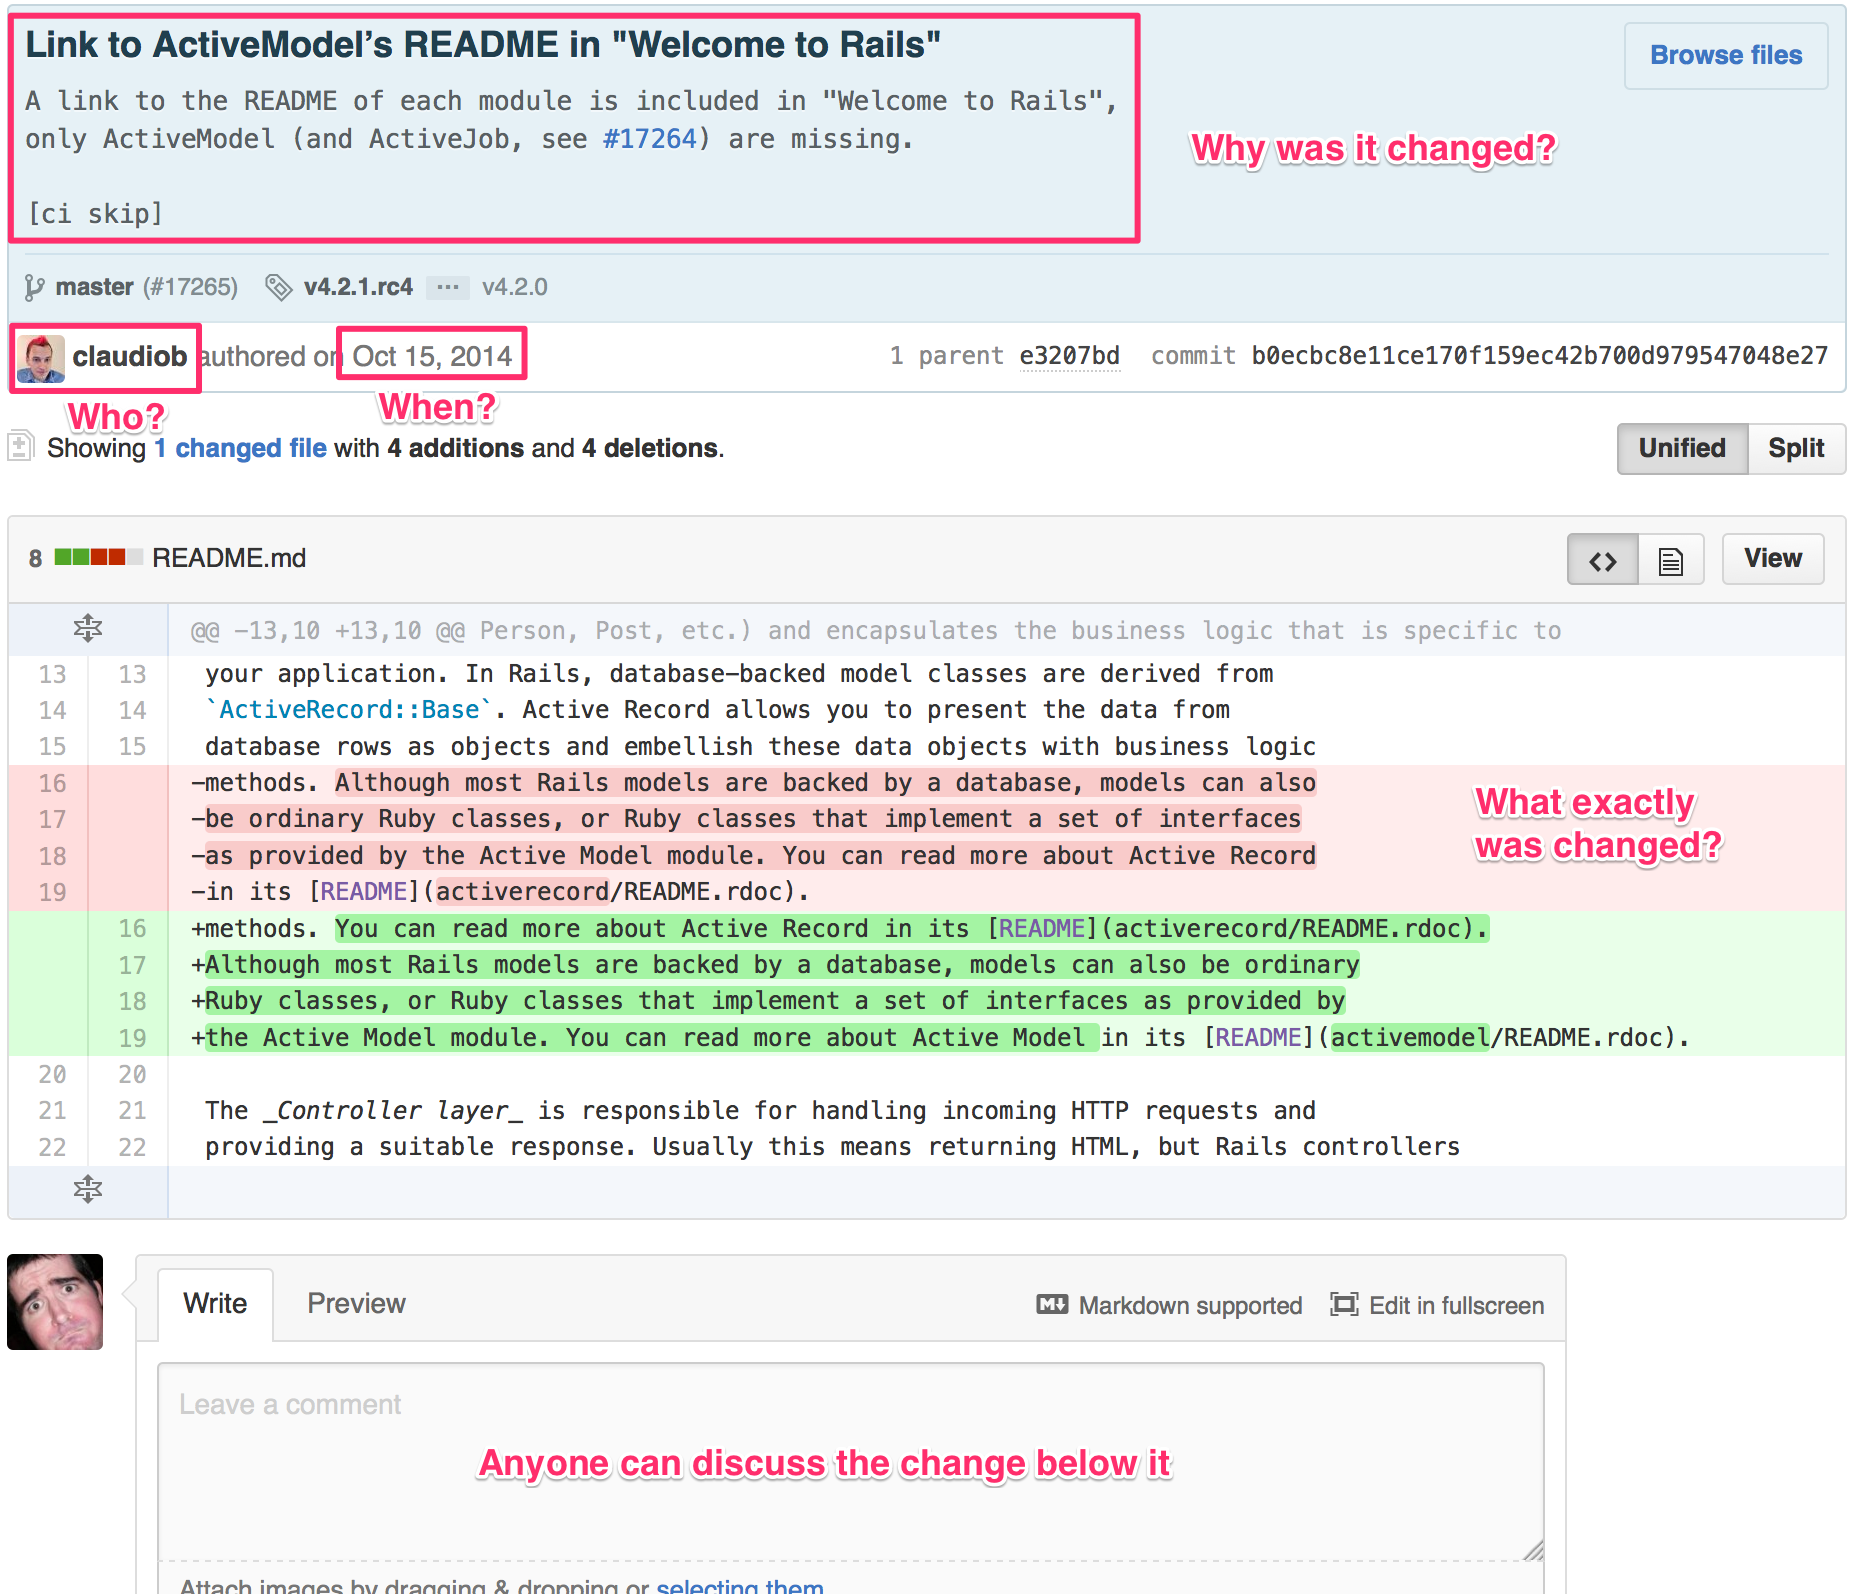 Link to ActiveModel’s README in "Welcome to Rails"
Browse files
A link to the README of each module is included in "Welcome to Rails",
only ActiveModel (and ActiveJob, see #17264) are missing.
Why was it changed?
[ci skip]
master (#17265) v4.2.1.rc4 ... v4.2.0
claudiob authored on Oct 15, 2014 1 parent e3207bd commit b0ecbc8e11ce170f159ec42b700d979547048e27
Who? When?
Showing 1 changed file with 4 additions and 4 deletions.
Unified Split
8 README.md <> View
@@ -13,10 +13,10 @@ Person, Post, etc.) and encapsulates the business logic that is specific to
13 13 your application. In Rails, database-backed model classes are derived from
14 14 `ActiveRecord::Base`. Active Record allows you to present the data from
15 15 database rows as objects and embellish these data objects with business logic
16 -methods. Although most Rails models are backed by a database, models can also
17 -be ordinary Ruby classes, or Ruby classes that implement a set of interfaces
18 -as provided by the Active Model module. You can read more about Active Record
19 -in its [README](activerecord/README.rdoc).
What exactly
was changed?
16 +methods. You can read more about Active Record in its [README](activerecord/README.rdoc).
17 +Although most Rails models are backed by a database, models can also be ordinary
18 +Ruby classes, or Ruby classes that implement a set of interfaces as provided by
19 +the Active Model module. You can read more about Active Model in its [README](activemodel/README.rdoc).
20 20
21 21 The _Controller layer_ is responsible for handling incoming HTTP requests and
22 22 providing a suitable response. Usually this means returning HTML, but Rails controllers
Write Preview M↓ Markdown supported Edit in fullscreen
Leave a comment
Anyone can discuss the change below it
Attach images by dragging & dropping or selecting them